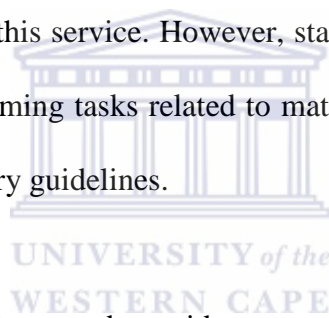 this service. However, sta
ming tasks related to mat
ry guidelines.
UNIVERSITY of the
WESTERN CAPE